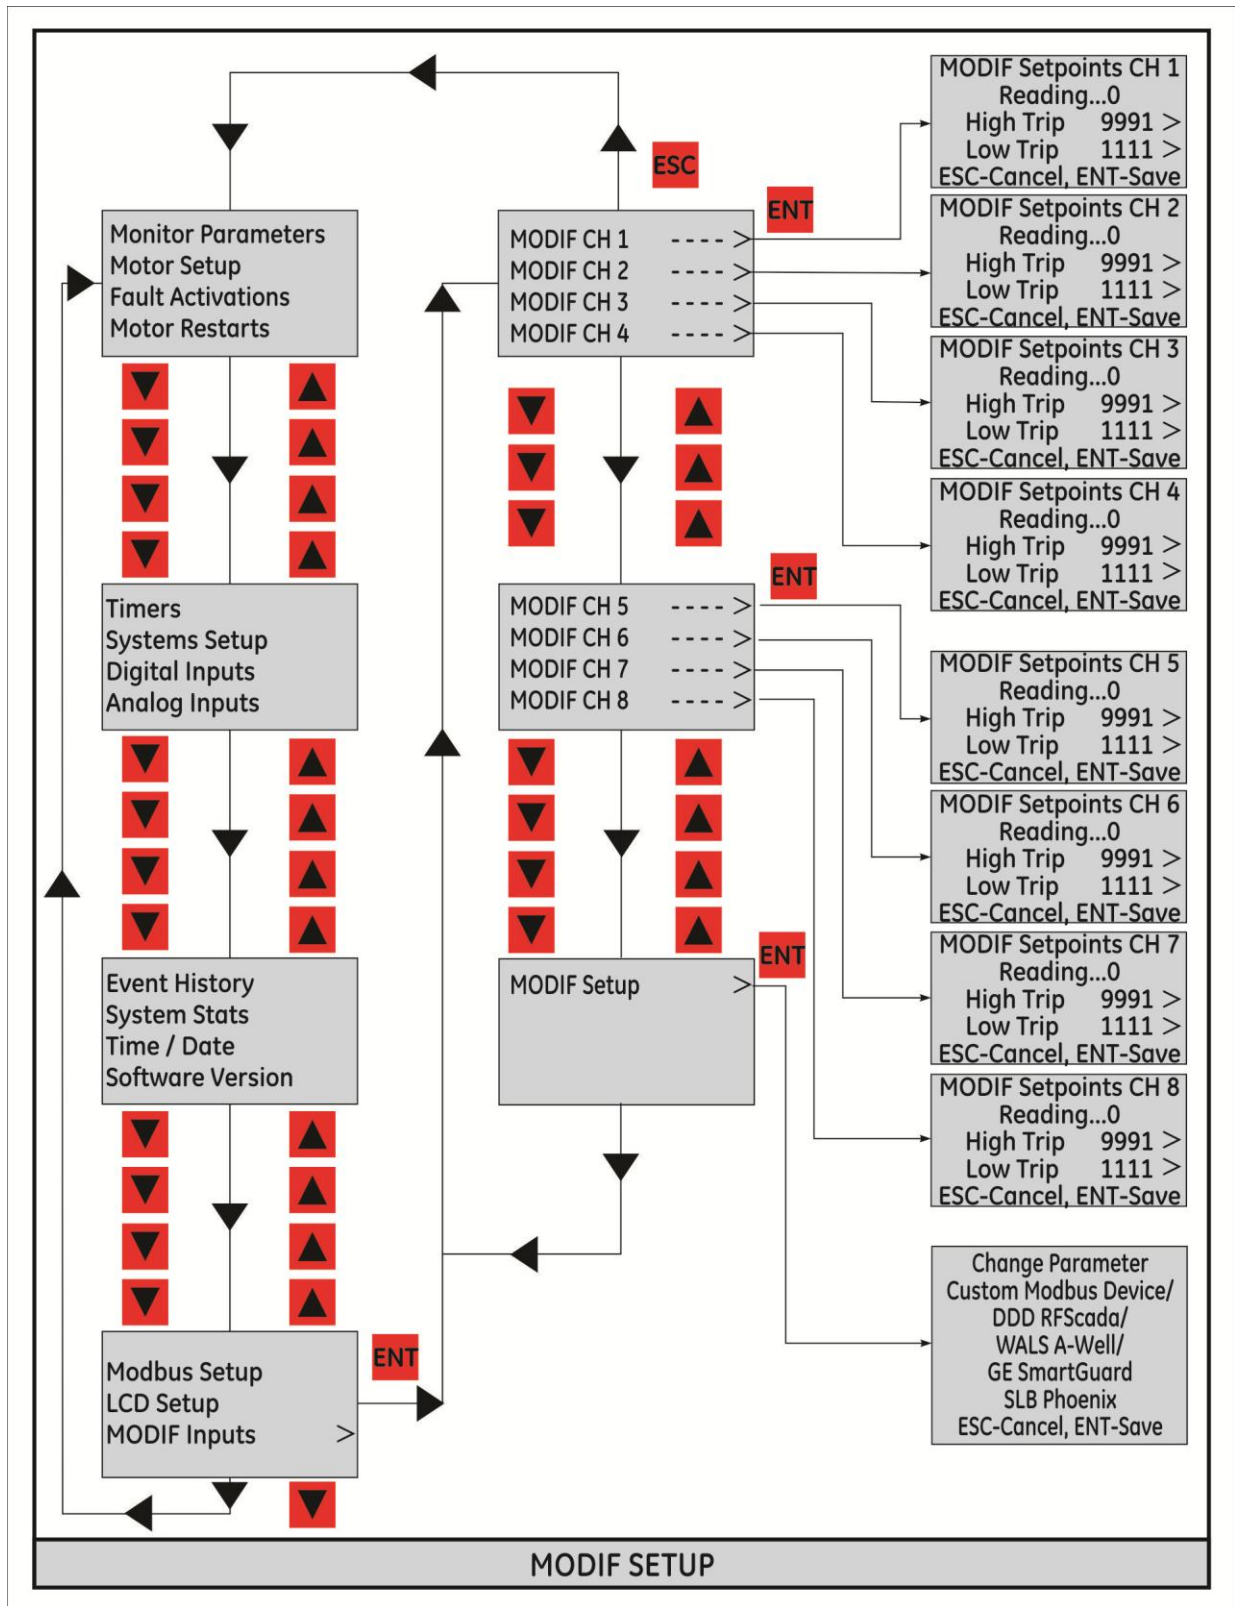 ESC
Monitor Parameters
Motor Setup
Fault Activations
Motor Restarts
Timers
Systems Setup
Digital Inputs
Analog Inputs
Event History
System Stats
Time / Date
Software Version
Modbus Setup
LCD Setup
MODIF Inputs >
ENT
ENT
MODIF CH 1 - - - - >
MODIF CH 2 - - - - >
MODIF CH 3 - - - - >
MODIF CH 4 - - - - >
ENT
MODIF CH 5 - - - - >
MODIF CH 6 - - - - >
MODIF CH 7 - - - - >
MODIF CH 8 - - - - >
ENT
MODIF Setup >
MODIF Setpoints CH 1
Reading...0
High Trip 9991 >
Low Trip 1111 >
ESC-Cancel, ENT-Save
MODIF Setpoints CH 2
Reading...0
High Trip 9991 >
Low Trip 1111 >
ESC-Cancel, ENT-Save
MODIF Setpoints CH 3
Reading...0
High Trip 9991 >
Low Trip 1111 >
ESC-Cancel, ENT-Save
MODIF Setpoints CH 4
Reading...0
High Trip 9991 >
Low Trip 1111 >
ESC-Cancel, ENT-Save
MODIF Setpoints CH 5
Reading...0
High Trip 9991 >
Low Trip 1111 >
ESC-Cancel, ENT-Save
MODIF Setpoints CH 6
Reading...0
High Trip 9991 >
Low Trip 1111 >
ESC-Cancel, ENT-Save
MODIF Setpoints CH 7
Reading...0
High Trip 9991 >
Low Trip 1111 >
ESC-Cancel, ENT-Save
MODIF Setpoints CH 8
Reading...0
High Trip 9991 >
Low Trip 1111 >
ESC-Cancel, ENT-Save
Change Parameter
Custom Modbus Device/
DDD RFScada/
WALS A-Well/
GE SmartGuard
SLB Phoenix
ESC-Cancel, ENT-Save
MODIF SETUP